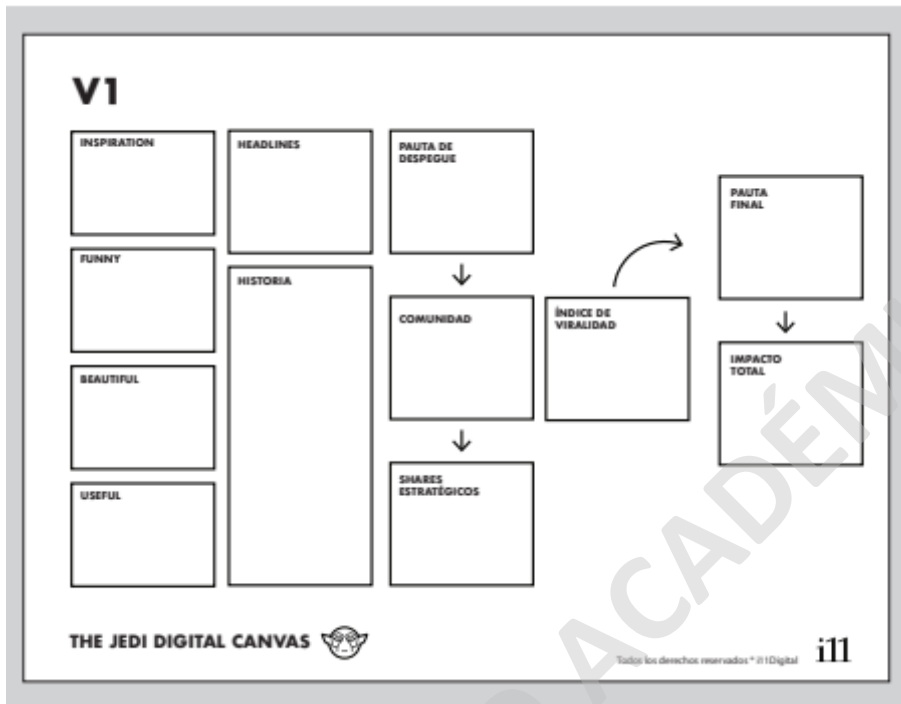 V1
INSPIRATION
FUNNY
BEAUTIFUL
USEFUL
HEADLINES
HISTORIA
PAUTA DE
DESPEGUE
COMUNIDAD
SHARES
ESTRATÉGICOS
ÍNDICE DE
VIRALIDAD
PAUTA
FINAL
IMPACTO
TOTAL
THE JEDI DIGITAL CANVAS
Todos los derechos reservados * i11Digital
i11
ACADÉM